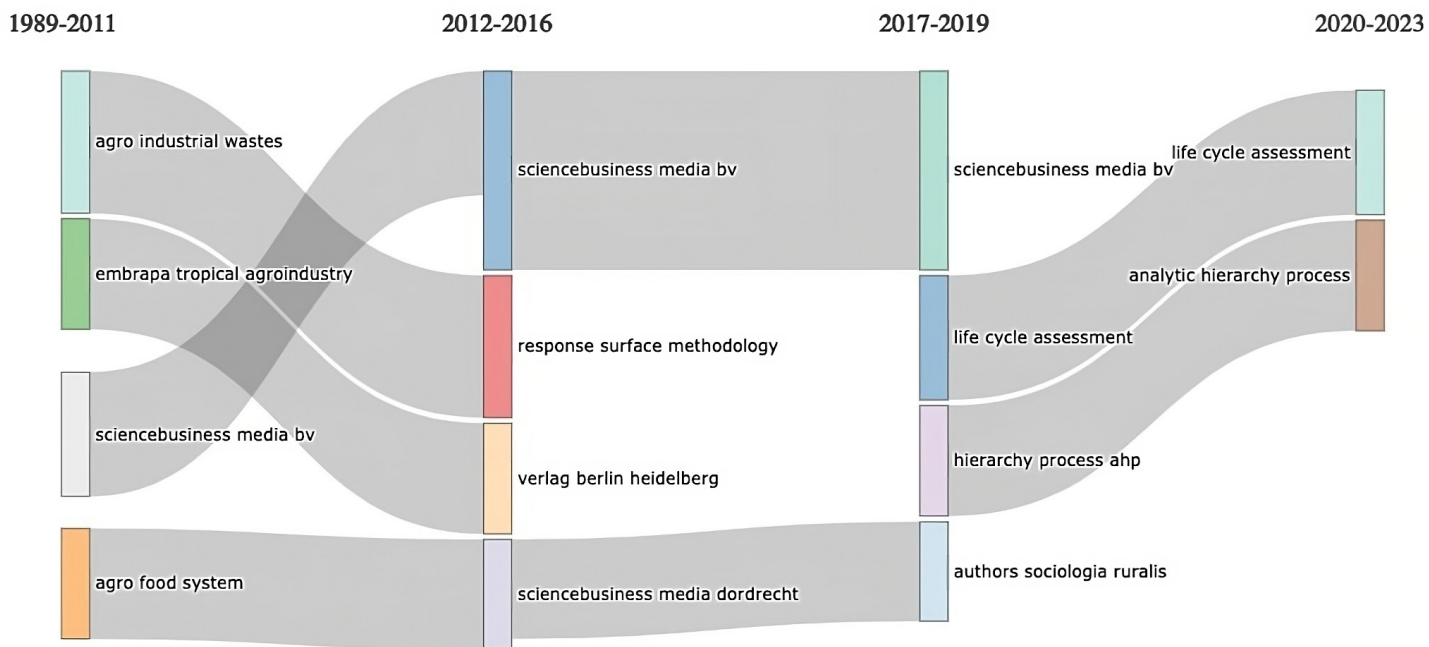 1989-2011
2012-2016
2017-2019
2020-2023
agro industrial wastes
embrapa tropical agroindustry
sciencebusiness media bv
agro food system
sciencebusiness media bv
response surface methodology
verlag berlin heidelberg
sciencebusiness media dordrecht
sciencebusiness media bv
life cycle assessment
hierarchy process ahp
authors sociologia ruralis
life cycle assessment
analytic hierarchy process